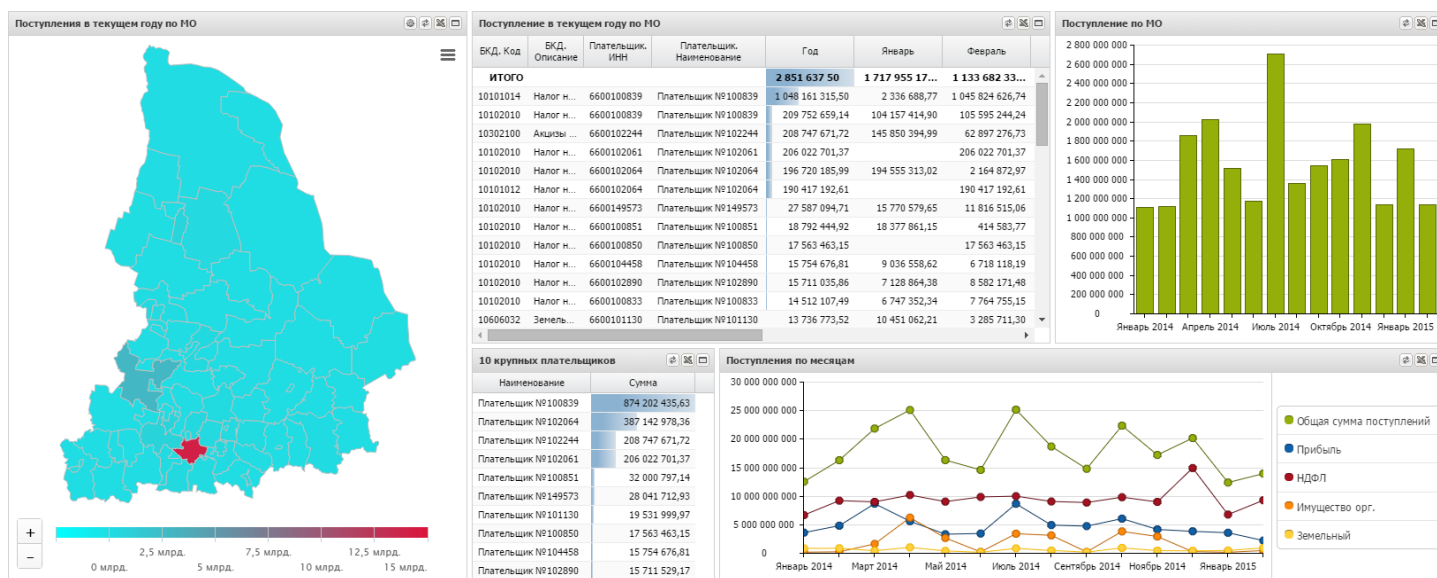 Поступления в текущем году по МО
+
−
2,5 млрд. 7,5 млрд. 12,5 млрд.
0 млрд. 5 млрд. 10 млрд. 15 млрд.
Поступление в текущем году по МО
БКД. Код БКД. Описание Плательщик. ИНН Плательщик. Наименование Год Январь Февраль
ИТОГО 2 851 637 50 1 717 955 17... 1 133 682 33...
10101014 Налог н... 6600100839 Плательщик №100839 1 048 161 315,50 2 336 688,77 1 045 824 626,74
10102010 Налог н... 6600100839 Плательщик №100839 209 752 659,14 104 157 414,90 105 595 244,24
10302100 Акцизы ... 6600102244 Плательщик №102244 208 747 671,72 145 850 394,99 62 897 276,73
10102010 Налог н... 6600102061 Плательщик №102061 206 022 701,37 206 022 701,37
10102010 Налог н... 6600102064 Плательщик №102064 196 720 185,99 194 555 313,02 2 164 872,97
10101012 Налог н... 6600102064 Плательщик №102064 190 417 192,61 190 417 192,61
10102010 Налог н... 6600149573 Плательщик №149573 27 587 094,71 15 770 579,65 11 816 515,06
10102010 Налог н... 6600100851 Плательщик №100851 18 792 444,92 18 377 861,15 414 583,77
10102010 Налог н... 6600100850 Плательщик №100850 17 563 463,15 17 563 463,15
10102010 Налог н... 6600104458 Плательщик №104458 15 754 676,81 9 036 558,62 6 718 118,19
10102010 Налог н... 6600102890 Плательщик №102890 15 711 035,86 7 128 864,38 8 582 171,48
10102010 Налог н... 6600100833 Плательщик №100833 14 512 107,49 6 747 352,34 7 764 755,15
10606032 Земель... 6600101130 Плательщик №101130 13 736 773,52 10 451 062,21 3 285 711,30
Поступление по МО
2 800 000 000
2 600 000 000
2 400 000 000
2 200 000 000
2 000 000 000
1 800 000 000
1 600 000 000
1 400 000 000
1 200 000 000
1 000 000 000
800 000 000
600 000 000
400 000 000
200 000 000
0
Январь 2014 Апрель 2014 Июль 2014 Октябрь 2014 Январь 2015
10 крупных плательщиков
Наименование Сумма
Плательщик №100839 874 202 435,63
Плательщик №102064 387 142 978,36
Плательщик №102244 208 747 671,72
Плательщик №102061 206 022 701,37
Плательщик №100851 32 000 797,14
Плательщик №149573 28 041 712,93
Плательщик №101130 19 531 999,97
Плательщик №100850 17 563 463,15
Плательщик №104458 15 754 676,81
Плательщик №102890 15 711 529,17
Поступления по месяцам
30 000 000 000
25 000 000 000
20 000 000 000
15 000 000 000
10 000 000 000
5 000 000 000
0
Январь 2014 Март 2014 Май 2014 Июль 2014 Сентябрь 2014 Ноябрь 2014 Январь 2015
Общая сумма поступлений
Прибыль
НДФЛ
Имущество орг.
Земельный